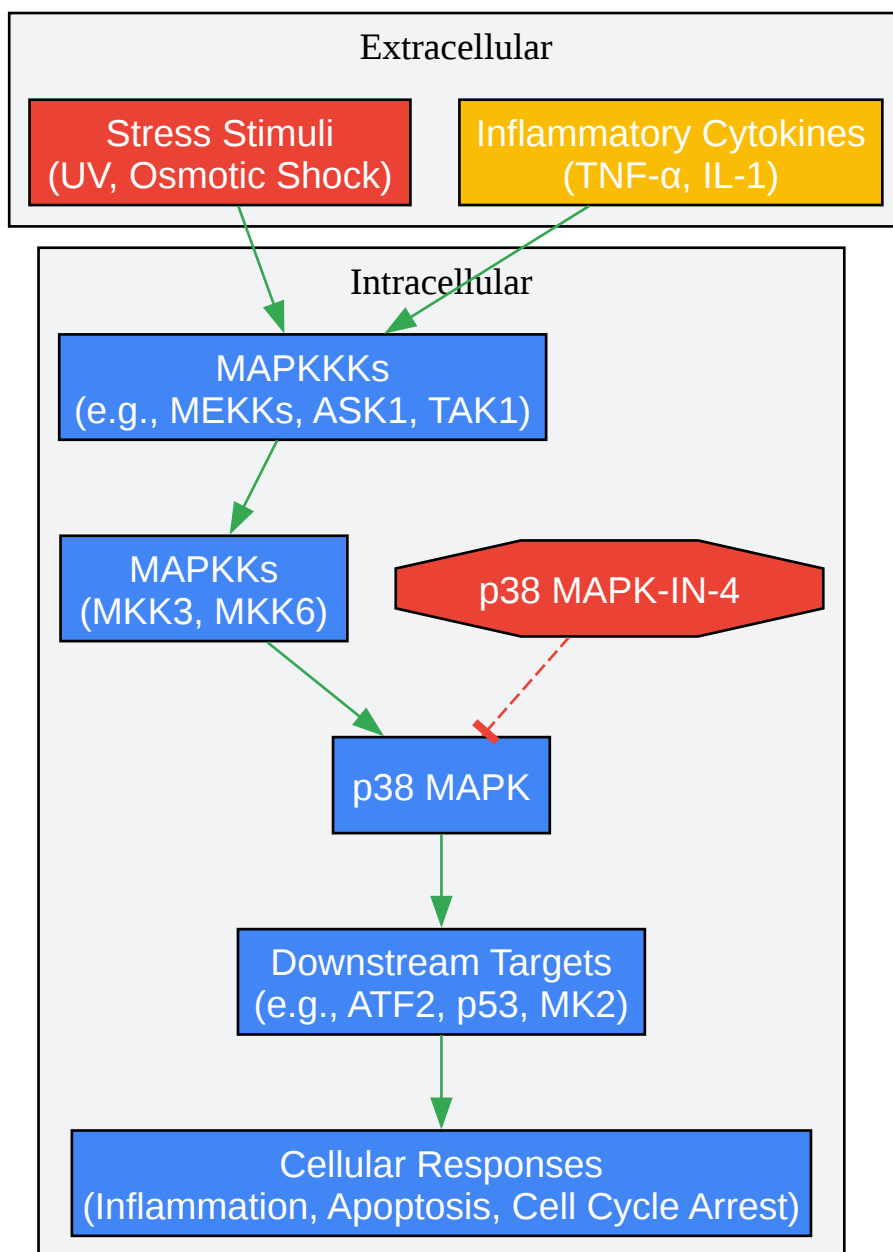 Extracellular
Stress Stimuli
(UV, Osmotic Shock)
Inflammatory Cytokines
(TNF-α, IL-1)
Intracellular
MAPKKKs
(e.g., MEKKs, ASK1, TAK1)
MAPKKs
(MKK3, MKK6)
p38 MAPK-IN-4
p38 MAPK
Downstream Targets
(e.g., ATF2, p53, MK2)
Cellular Responses
(Inflammation, Apoptosis, Cell Cycle Arrest)